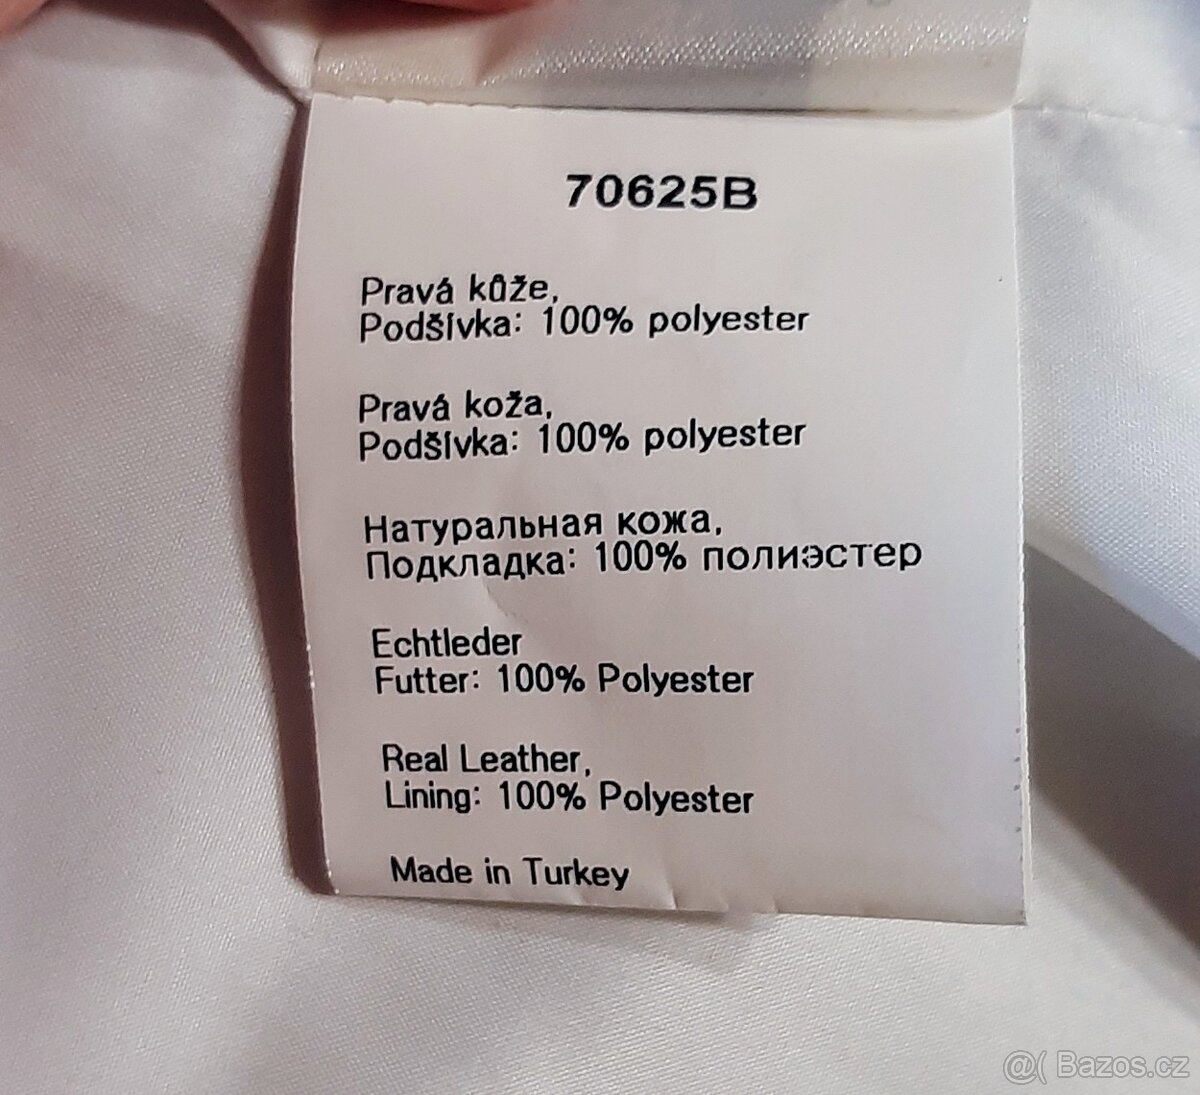 70625B
Pravá kůže,
Podšívka: 100% polyester
Pravá koža,
Podšívka: 100% polyester
Натуральная кожа,
Подкладка: 100% полиэстер
Echtleder
Futter: 100% Polyester
Real Leather,
Lining: 100% Polyester
Made in Turkey
@( Bazos.cz